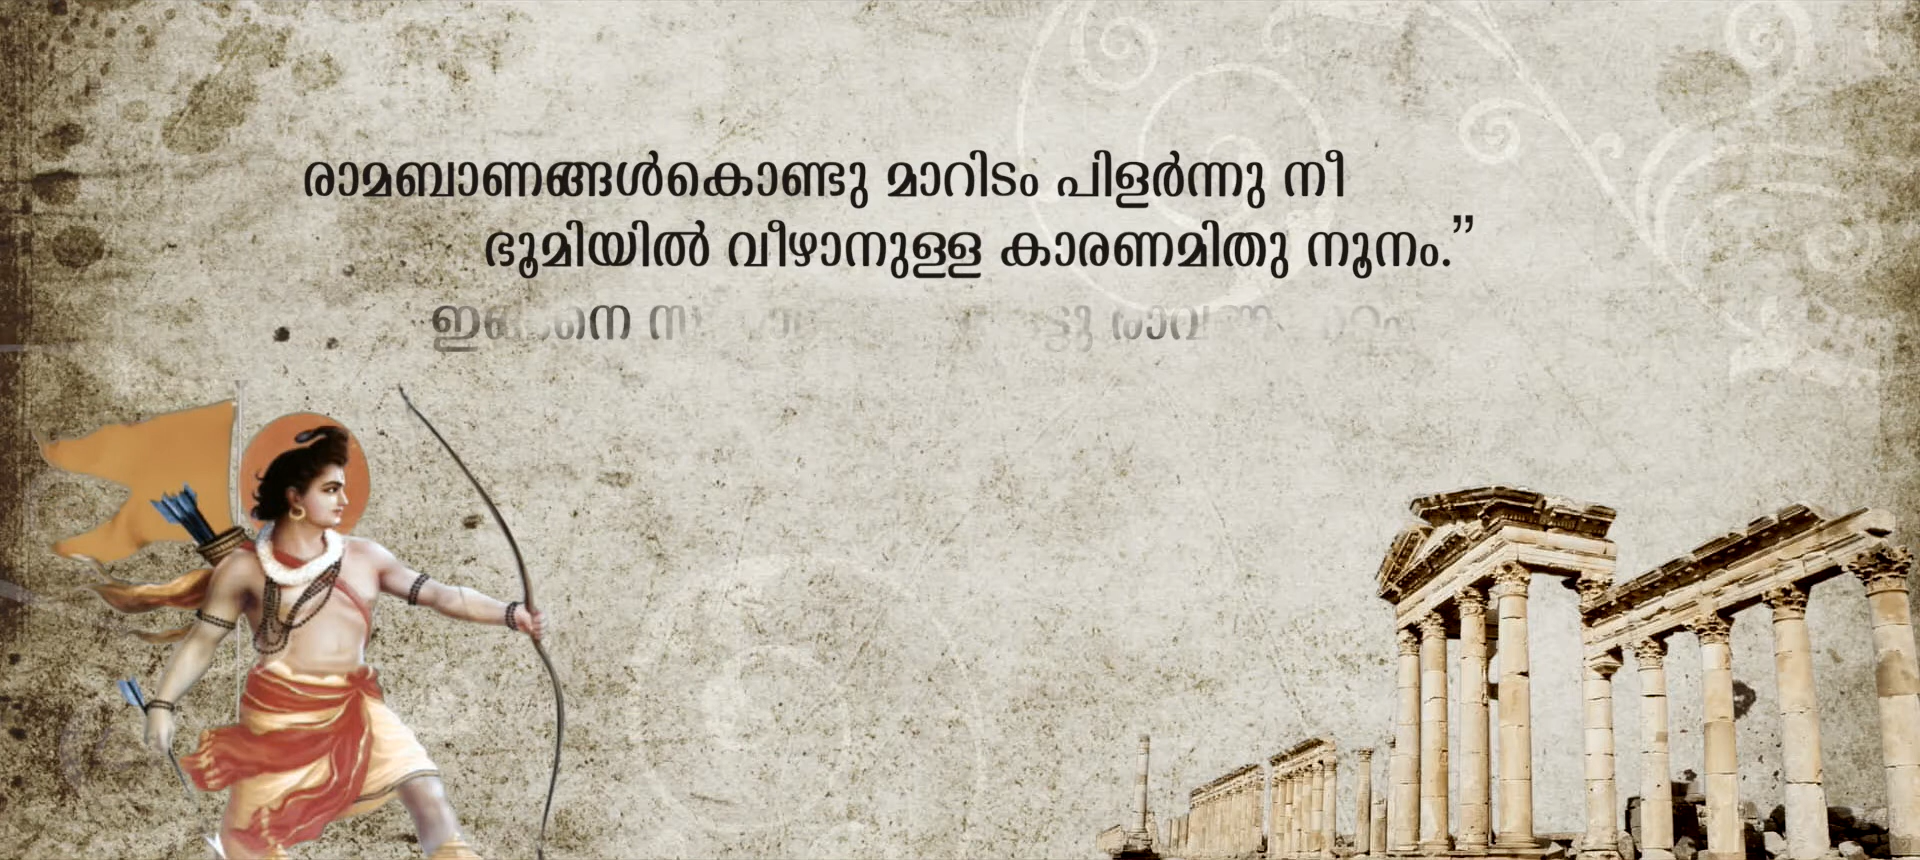 രാമബാണങ്ങൾകൊണ്ടു മാറിടം പിളർന്നു നീ
ഭൂമിയിൽ വീഴാനുള്ള കാരണമിതു നൂനം.”